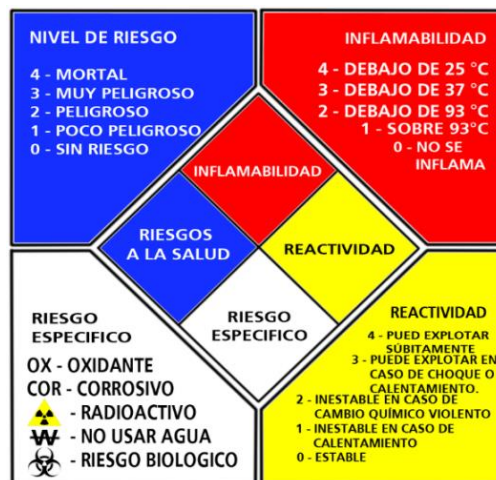 NIVEL DE RIESGO
4 - MORTAL
3 - MUY PELIGROSO
2 - PELIGROSO
1 - POCO PELIGROSO
0 - SIN RIESGO
INFLAMABILIDAD
4 - DEBAJO DE 25 °C
3 - DEBAJO DE 37 °C
2 - DEBAJO DE 93 °C
1 - SOBRE 93°C
0 - NO SE
INFLAMA
INFLAMABILIDAD
RIESGOS
A LA SALUD
REACTIVIDAD
RIESGO
ESPECIFICO
RIESGO
ESPECIFICO
OX - OXIDANTE
COR - CORROSIVO
- RADIOACTIVO
W - NO USAR AGUA
- RIESGO BIOLOGICO
REACTIVIDAD
4 - PUED EXPLOTAR
SÚBITAMENTE
3 - PUEDE EXPLOTAR EN
CASO DE CHOQUE O
CALENTAMIENTO.
2 - INESTABLE EN CASO DE
CAMBIO QUÍMICO VIOLENTO
1 - INESTABLE EN CASO DE
CALENTAMIENTO
0 - ESTABLE